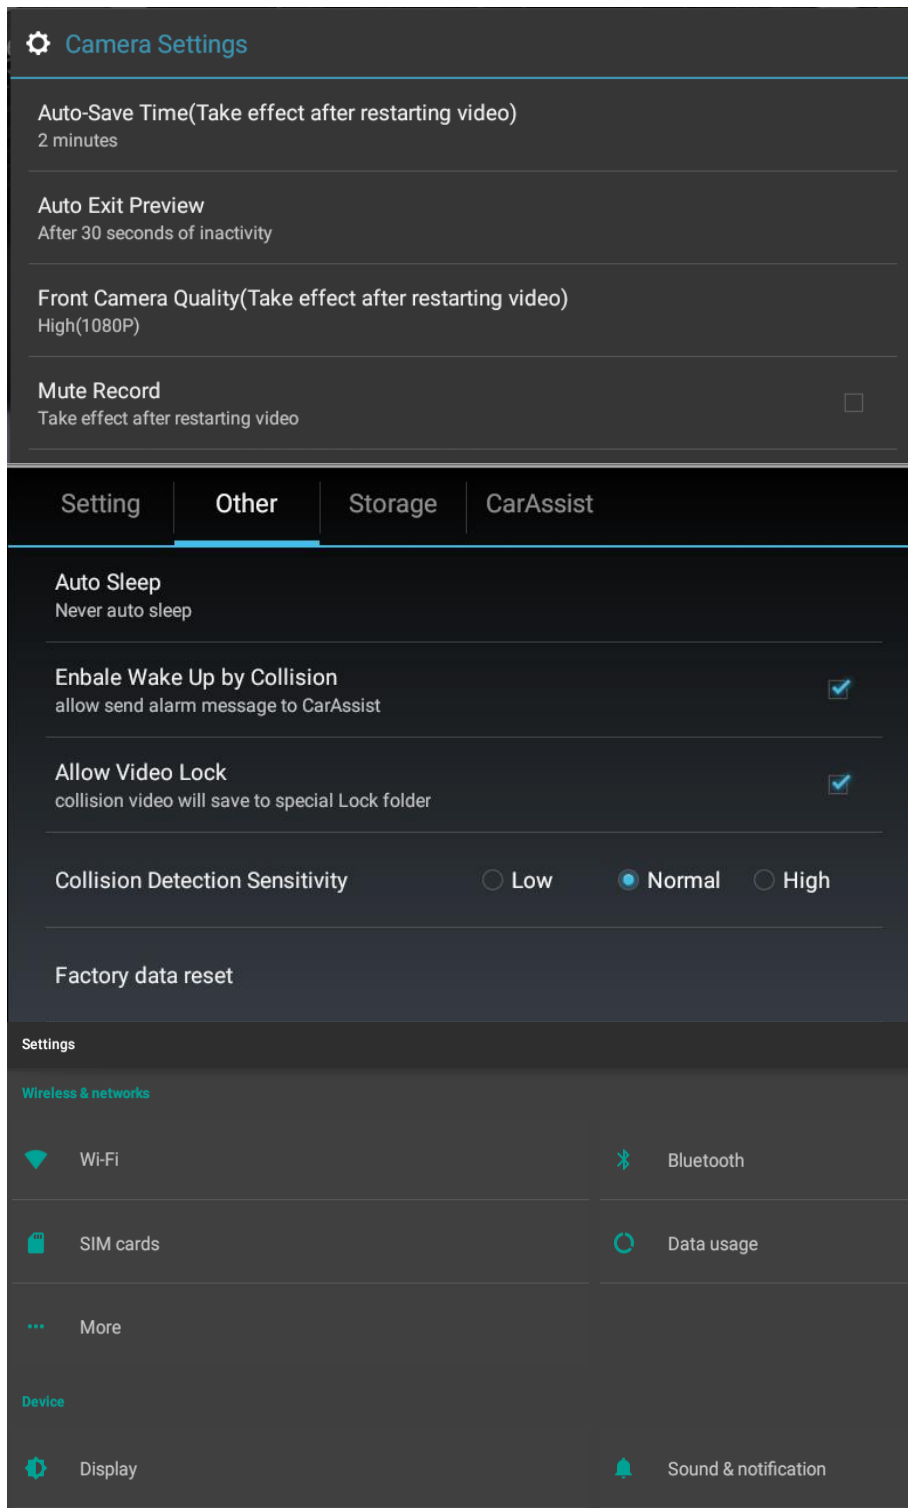 Camera Settings
Auto-Save Time(Take effect after restarting video)
2 minutes
Auto Exit Preview
After 30 seconds of inactivity
Front Camera Quality(Take effect after restarting video)
High(1080P)
Mute Record
Take effect after restarting video
Setting Other Storage CarAssist
Auto Sleep
Never auto sleep
Enbale Wake Up by Collision
allow send alarm message to CarAssist
Allow Video Lock
collision video will save to special Lock folder
Collision Detection Sensitivity Low Normal High
Factory data reset
Settings
Wireless & networks
Wi-Fi Bluetooth
SIM cards Data usage
More
Device
Display Sound & notification